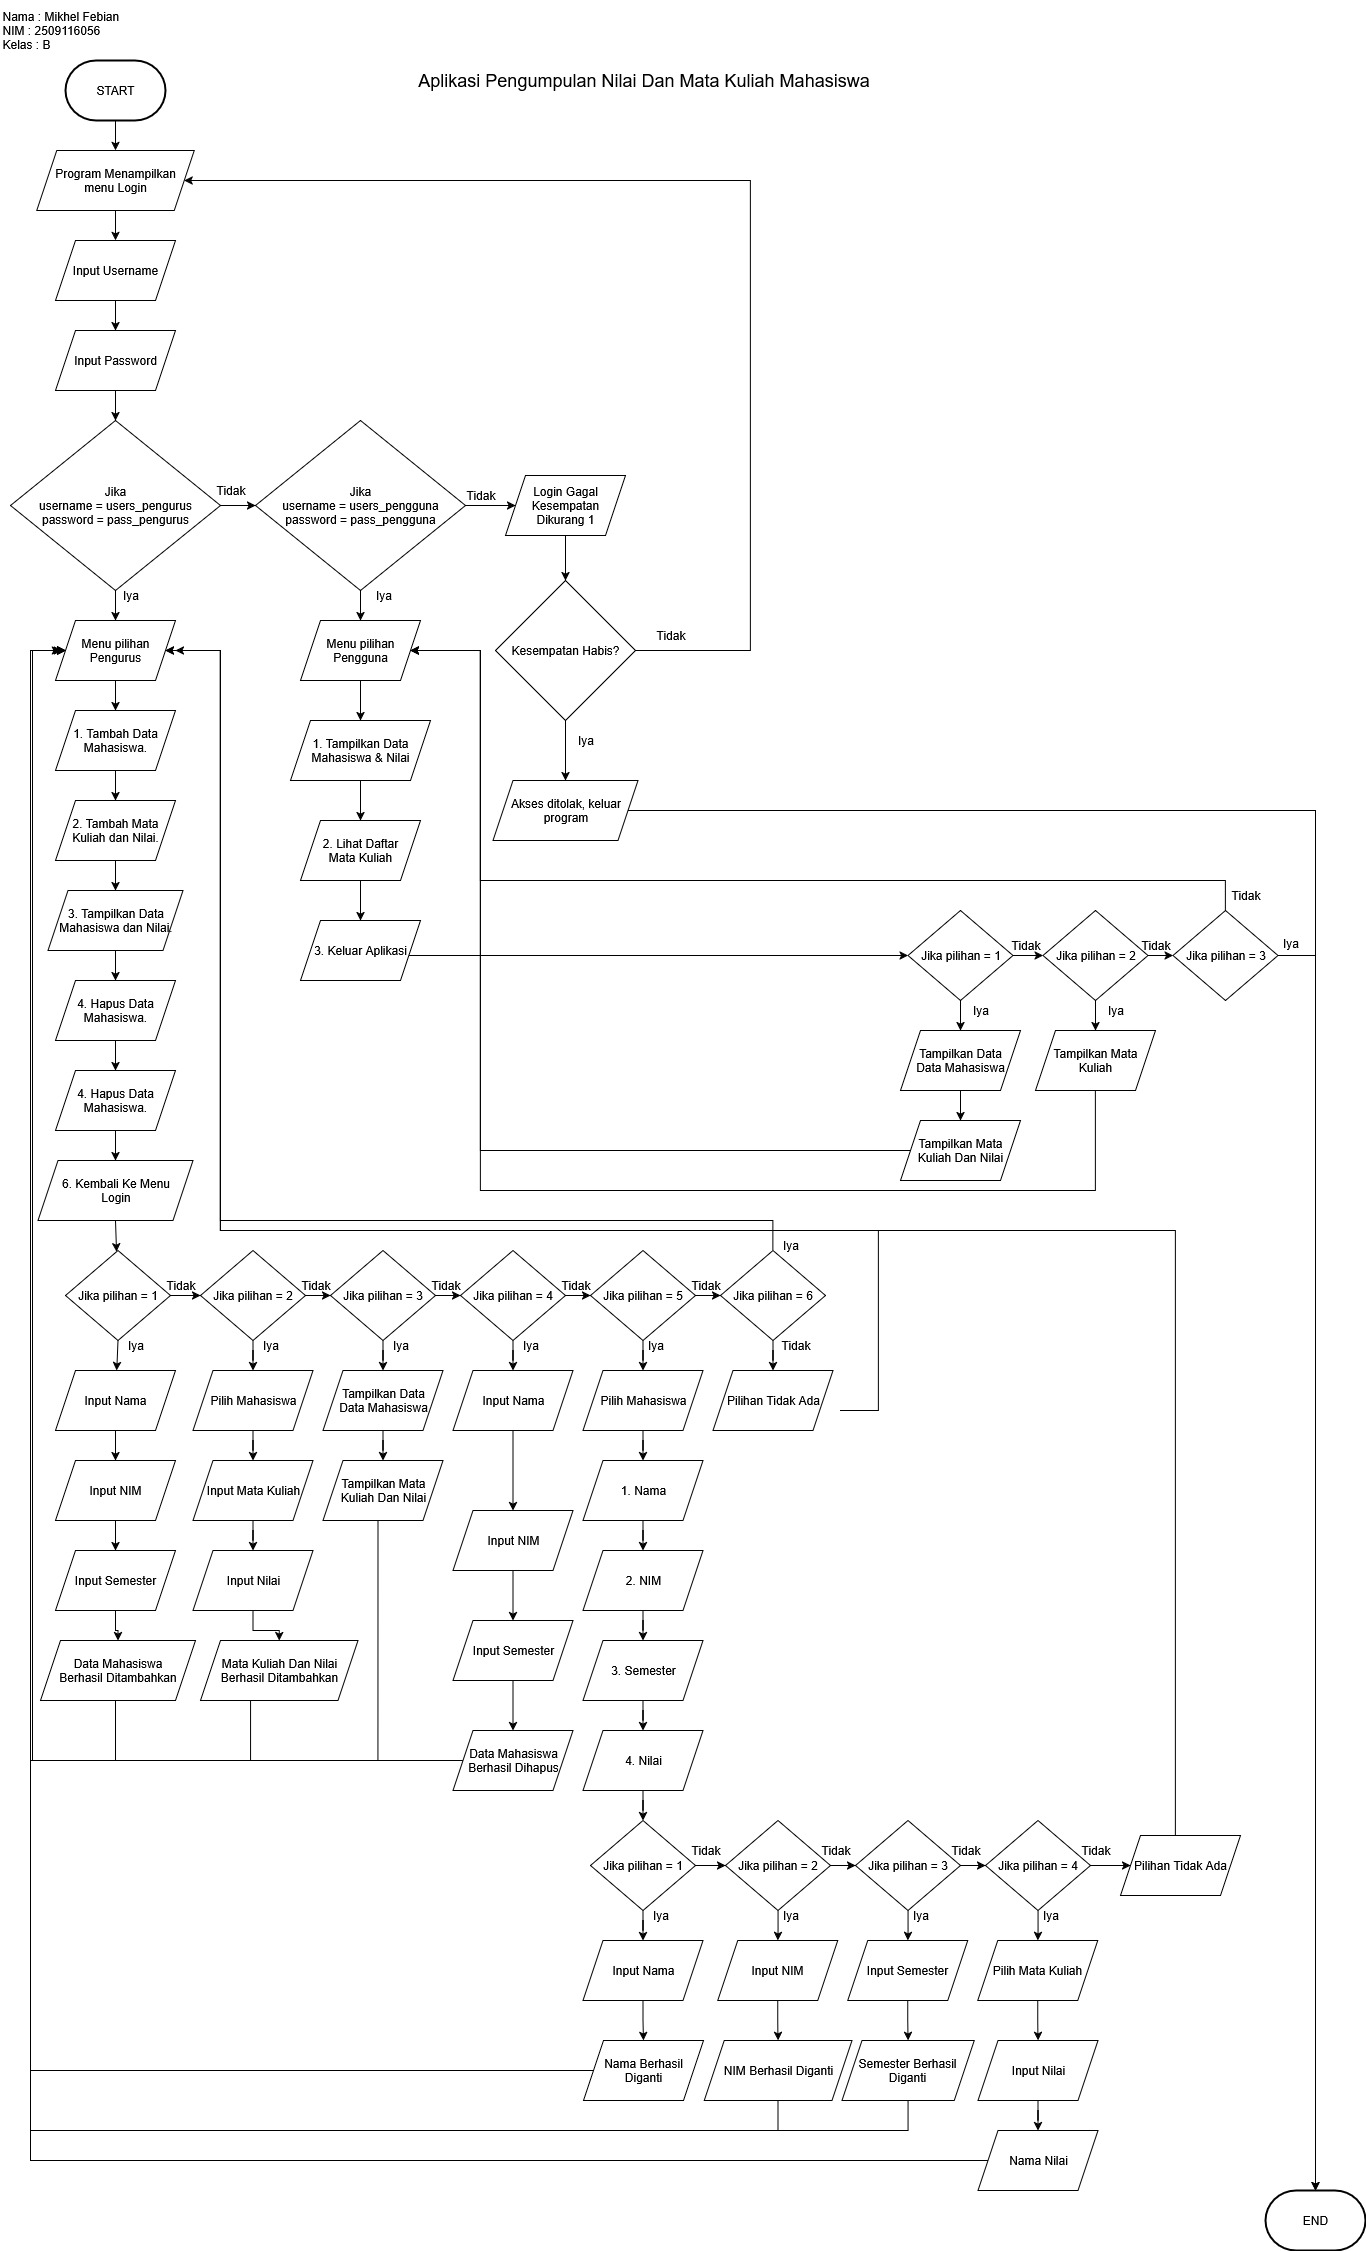 Nama : Mikhel Febian
NIM : 2509116056
Kelas : B
Aplikasi Pengumpulan Nilai Dan Mata Kuliah Mahasiswa
START
Program Menampilkan
menu Login
Input Username
Input Password
Jika
username = users_pengurus
password = pass_pengurus
Tidak
Jika
username = users_pengguna
password = pass_pengguna
Tidak
Login Gagal
Kesempatan
Dikurang 1
Iya
Iya
Menu pilihan
Pengurus
Menu pilihan
Pengguna
Kesempatan Habis?
Tidak
Iya
1. Tambah Data
Mahasiswa.
1. Tampilkan Data
Mahasiswa & Nilai
Akses ditolak, keluar
program
2. Tambah Mata
Kuliah dan Nilai.
2. Lihat Daftar
Mata Kuliah
3. Tampilkan Data
Mahasiswa dan Nilai.
3. Keluar Aplikasi
Jika pilihan = 1
Tidak
Jika pilihan = 2
Tidak
Jika pilihan = 3
Tidak
Iya
Iya
Iya
4. Hapus Data
Mahasiswa.
Tampilkan Data
Data Mahasiswa
Tampilkan Mata
Kuliah
4. Hapus Data
Mahasiswa.
Tampilkan Mata
Kuliah Dan Nilai
6. Kembali Ke Menu
Login
Iya
Jika pilihan = 1
Tidak
Jika pilihan = 2
Tidak
Jika pilihan = 3
Tidak
Jika pilihan = 4
Tidak
Jika pilihan = 5
Tidak
Jika pilihan = 6
Iya
Iya
Iya
Iya
Iya
Tidak
Input Nama
Pilih Mahasiswa
Tampilkan Data
Data Mahasiswa
Input Nama
Pilih Mahasiswa
Pilihan Tidak Ada
Input NIM
Input Mata Kuliah
Tampilkan Mata
Kuliah Dan Nilai
1. Nama
Input NIM
Input Semester
Input Nilai
2. NIM
Data Mahasiswa
Berhasil Ditambahkan
Mata Kuliah Dan Nilai
Berhasil Ditambahkan
Input Semester
3. Semester
Data Mahasiswa
Berhasil Dihapus
4. Nilai
Jika pilihan = 1
Tidak
Jika pilihan = 2
Tidak
Jika pilihan = 3
Tidak
Jika pilihan = 4
Tidak
Pilihan Tidak Ada
Iya
Iya
Iya
Iya
Input Nama
Input NIM
Input Semester
Pilih Mata Kuliah
Nama Berhasil
Diganti
NIM Berhasil Diganti
Semester Berhasil
Diganti
Input Nilai
Nama Nilai
END